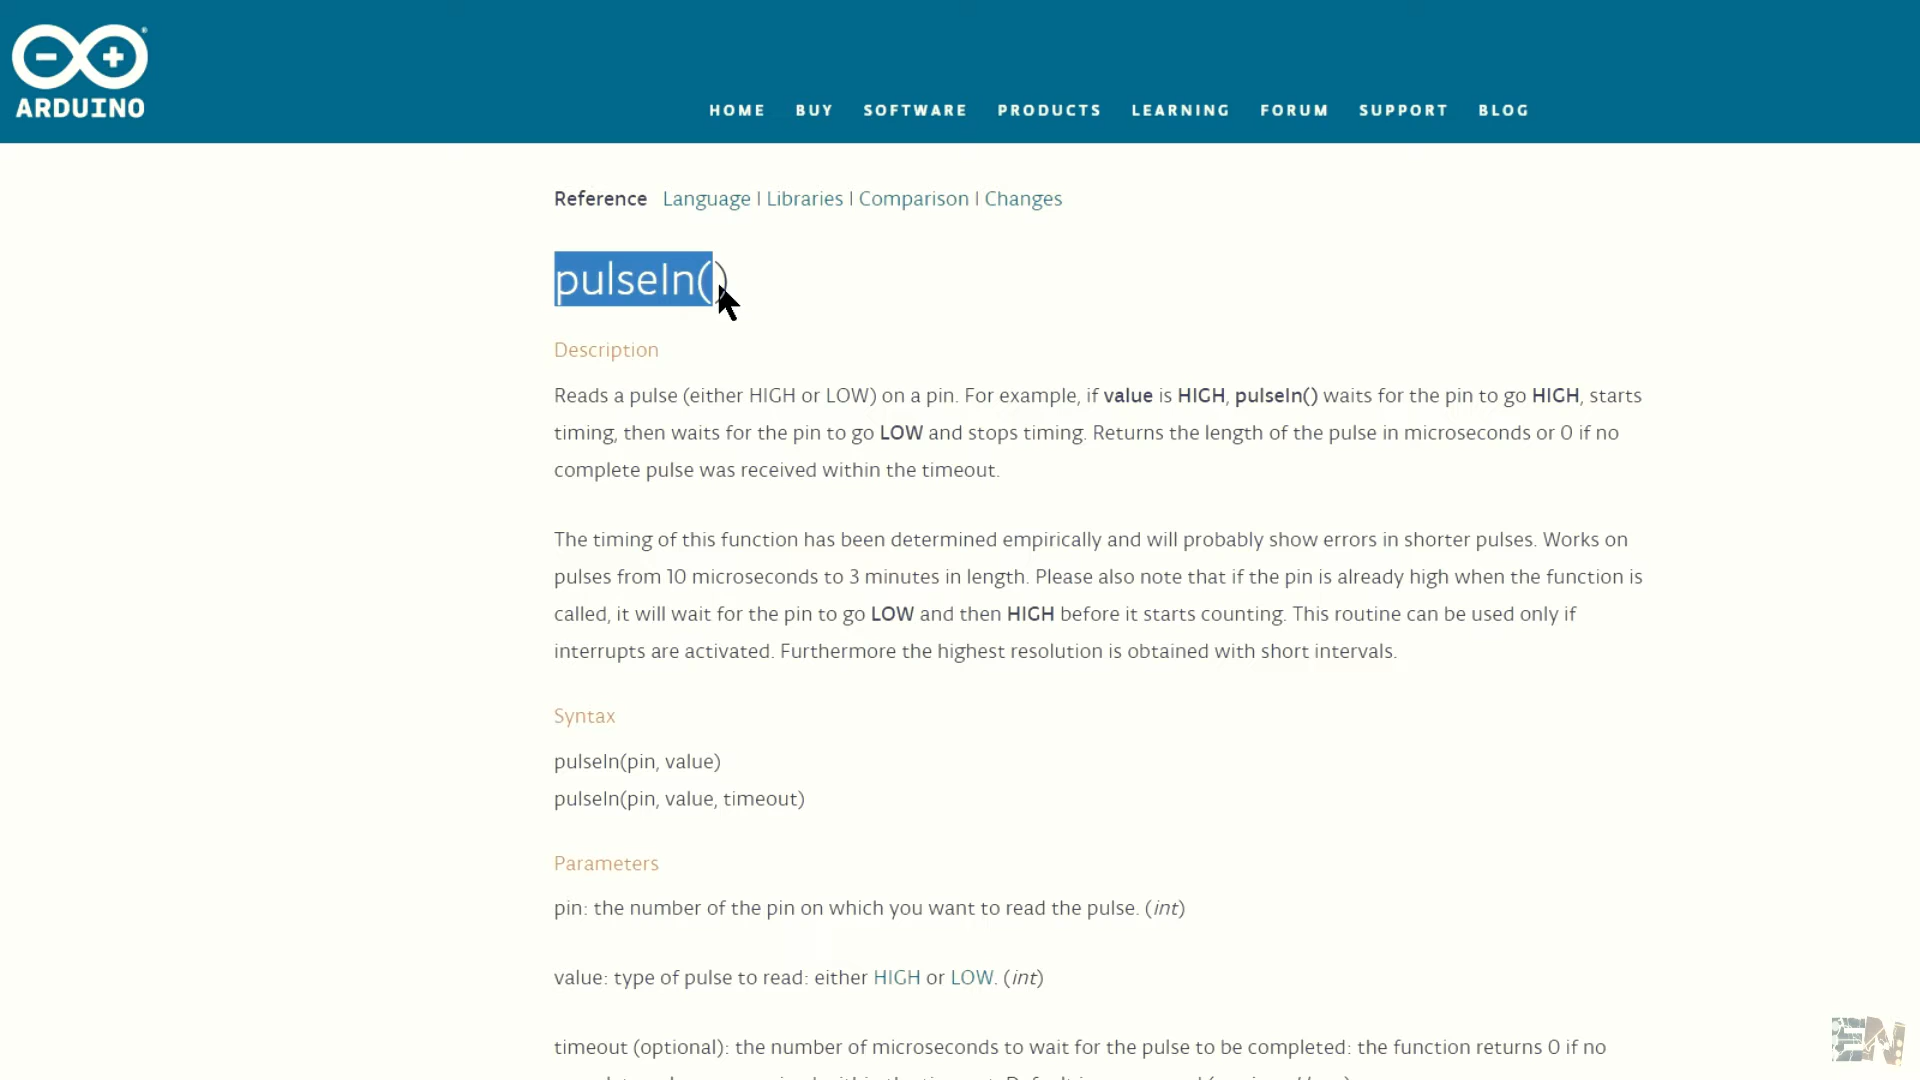 ARDUINO
HOME BUY SOFTWARE PRODUCTS LEARNING FORUM SUPPORT BLOG
Reference Language | Libraries | Comparison | Changes
pulseIn()
Description
Reads a pulse (either HIGH or LOW) on a pin. For example, if value is HIGH, pulseIn() waits for the pin to go HIGH, starts
timing, then waits for the pin to go LOW and stops timing. Returns the length of the pulse in microseconds or 0 if no
complete pulse was received within the timeout.
The timing of this function has been determined empirically and will probably show errors in shorter pulses. Works on
pulses from 10 microseconds to 3 minutes in length. Please also note that if the pin is already high when the function is
called, it will wait for the pin to go LOW and then HIGH before it starts counting. This routine can be used only if
interrupts are activated. Furthermore the highest resolution is obtained with short intervals.
Syntax
pulseIn(pin, value)
pulseIn(pin, value, timeout)
Parameters
pin: the number of the pin on which you want to read the pulse. (int)
value: type of pulse to read: either HIGH or LOW. (int)
timeout (optional): the number of microseconds to wait for the pulse to be completed: the function returns 0 if no
EN